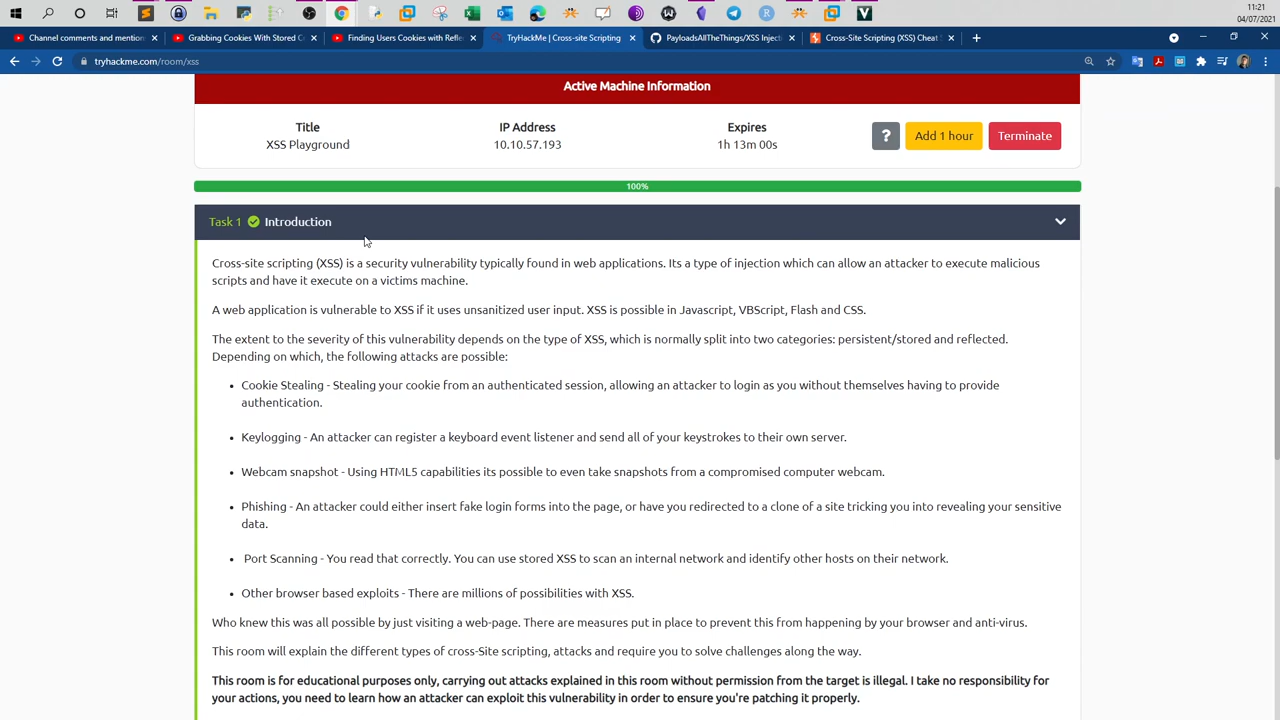 11:21
04/07/2021
Channel comments and mention
Grabbing Cookies With Stored C
Finding Users Cookies with Refle
TryHackMe | Cross-site Scripting
PayloadsAllTheThings/XSS Inject
Cross-Site Scripting (XSS) Cheat S
tryhackme.com/room/xss
Active Machine Information
Title
IP Address
Expires
XSS Playground
10.10.57.193
1h 13m 00s
?
Add 1 hour
Terminate
100%
Task 1
Introduction
Cross-site scripting (XSS) is a security vulnerability typically found in web applications. Its a type of injection which can allow an attacker to execute malicious
scripts and have it execute on a victims machine.
A web application is vulnerable to XSS if it uses unsanitized user input. XSS is possible in Javascript, VBScript, Flash and CSS.
The extent to the severity of this vulnerability depends on the type of XSS, which is normally split into two categories: persistent/stored and reflected.
Depending on which, the following attacks are possible:
• Cookie Stealing - Stealing your cookie from an authenticated session, allowing an attacker to login as you without themselves having to provide
authentication.
• Keylogging - An attacker can register a keyboard event listener and send all of your keystrokes to their own server.
• Webcam snapshot - Using HTML5 capabilities its possible to even take snapshots from a compromised computer webcam.
• Phishing - An attacker could either insert fake login forms into the page, or have you redirected to a clone of a site tricking you into revealing your sensitive
data.
• Port Scanning - You read that correctly. You can use stored XSS to scan an internal network and identify other hosts on their network.
• Other browser based exploits - There are millions of possibilities with XSS.
Who knew this was all possible by just visiting a web-page. There are measures put in place to prevent this from happening by your browser and anti-virus.
This room will explain the different types of cross-Site scripting, attacks and require you to solve challenges along the way.
This room is for educational purposes only, carrying out attacks explained in this room without permission from the target is illegal. I take no responsibility for
your actions, you need to learn how an attacker can exploit this vulnerability in order to ensure you're patching it properly.